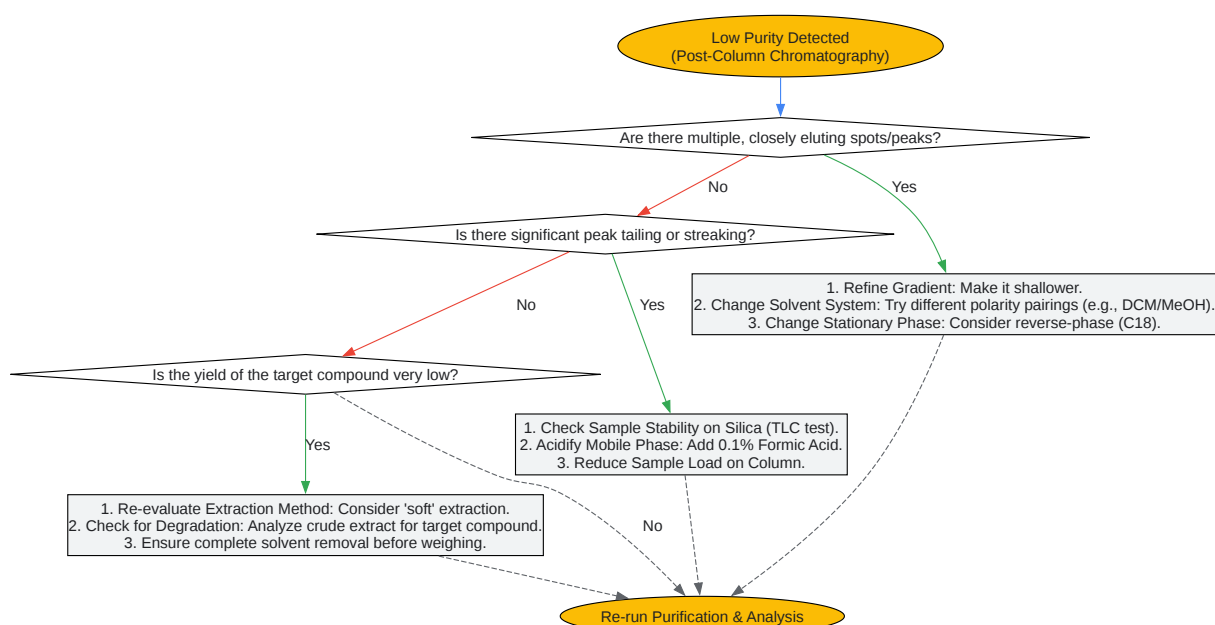 Low Purity Detected
(Post-Column Chromatography)
Are there multiple, closely eluting spots/peaks?
No
Yes
Is there significant peak tailing or streaking?
1. Refine Gradient: Make it shallower.
2. Change Solvent System: Try different polarity pairings (e.g., DCM/MeOH).
3. Change Stationary Phase: Consider reverse-phase (C18).
No
Yes
Is the yield of the target compound very low?
1. Check Sample Stability on Silica (TLC test).
2. Acidify Mobile Phase: Add 0.1% Formic Acid.
3. Reduce Sample Load on Column.
Yes
1. Re-evaluate Extraction Method: Consider 'soft' extraction.
2. Check for Degradation: Analyze crude extract for target compound.
3. Ensure complete solvent removal before weighing.
No
Re-run Purification & Analysis